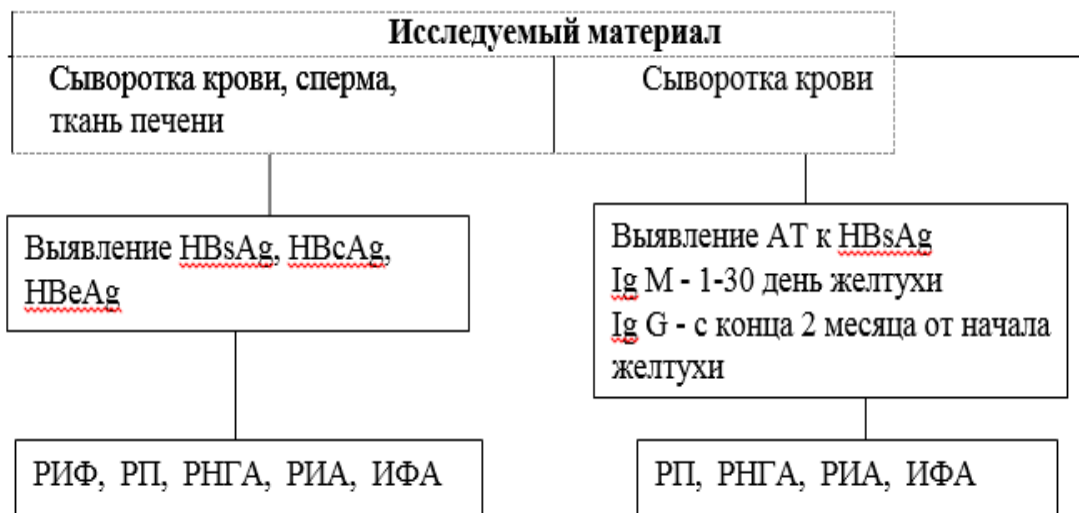 Исследуемый материал
Сыворотка крови, сперма,
ткань печени
Сыворотка крови
Выявление HBsAg, HBcAg,
HBeAg
Выявление АТ к HBsAg
Ig M - 1-30 день желтухи
Ig G - с конца 2 месяца от начала
желтухи
РИФ, РП, РНГА, РИА, ИФА
РП, РНГА, РИА, ИФА